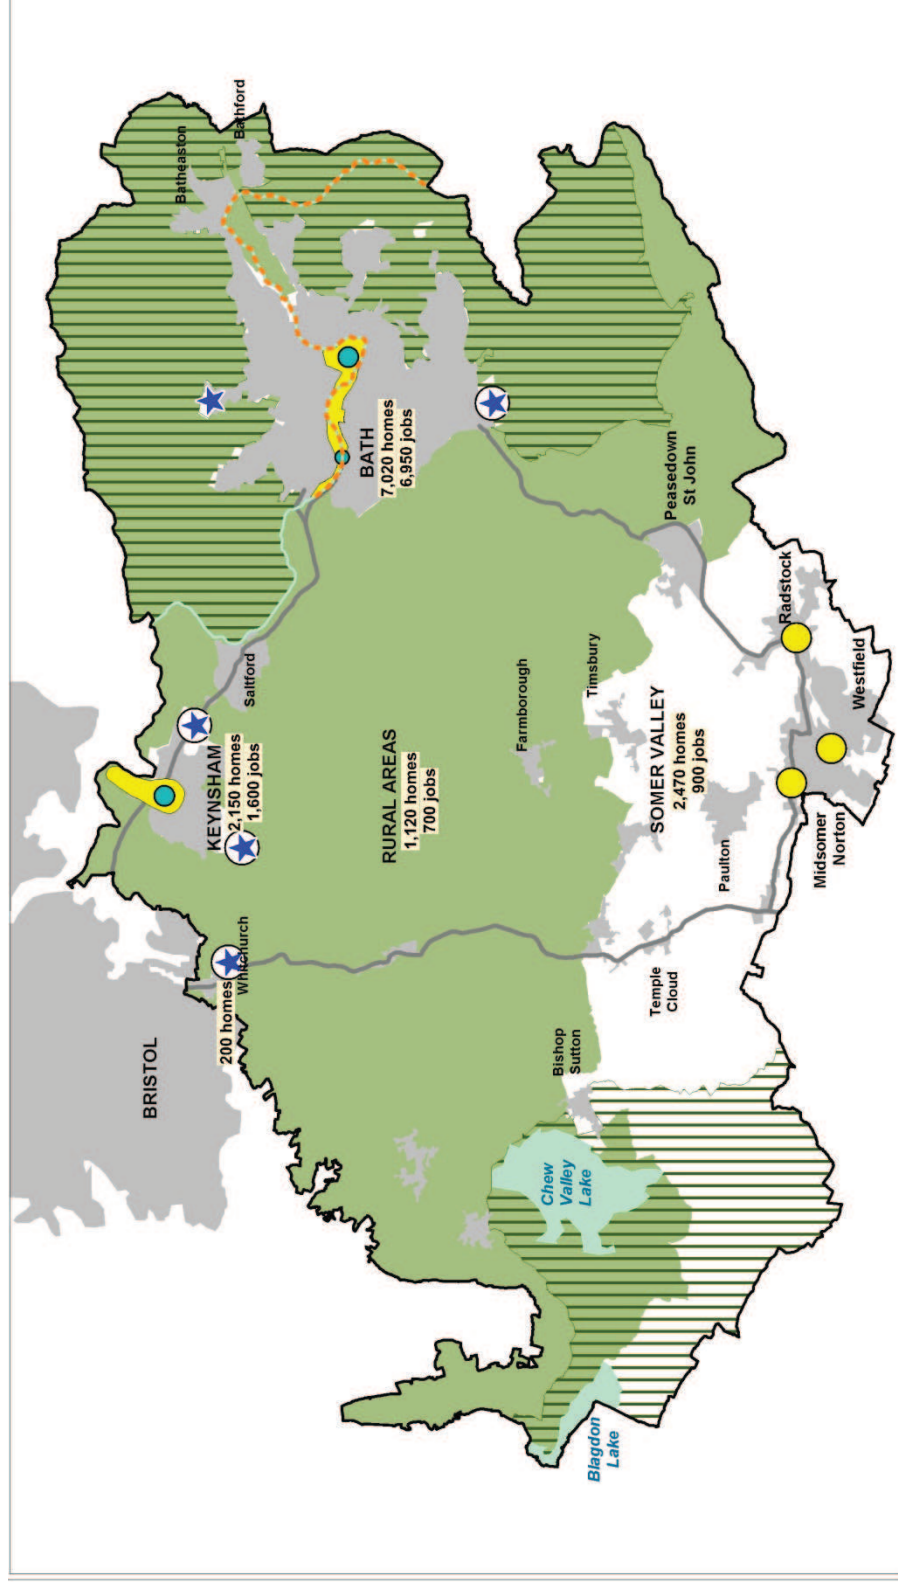 BRISTOL
200 homes
Whitchurch
KEYNSHAM
2,150 homes
1,600 jobs
Saltford
Batheaston
Bathford
BATH
7,020 homes
6,950 jobs
RURAL AREAS
1,120 homes
700 jobs
Farmborough
Timsbury
Peasedown
St John
SOMER VALLEY
2,470 homes
900 jobs
Radstock
Westfield
Midsomer
Norton
Paulton
Temple
Cloud
Bishop
Sutton
Chew
Valley
Lake
Blagdon
Lake